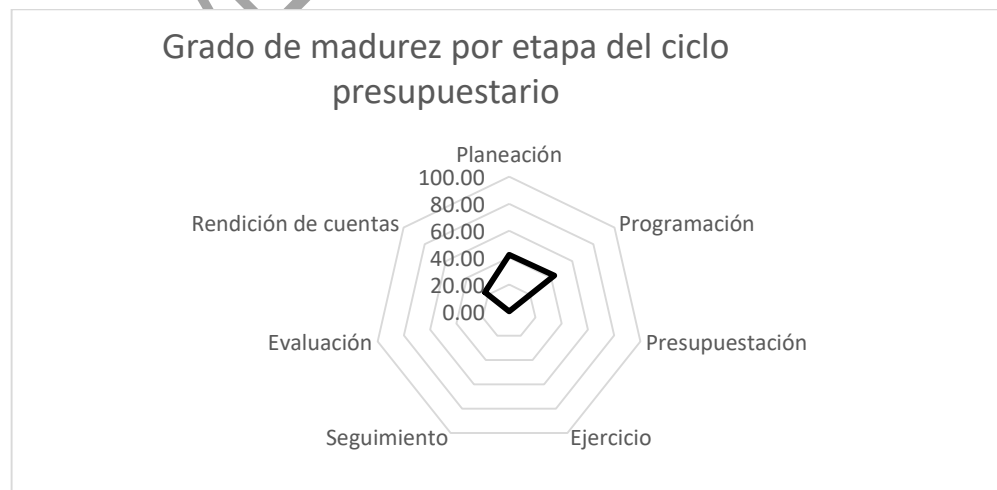 Grado de madurez por etapa del ciclo
presupuestario
Planeación
100.00
80.00
Rendición de cuentas
Programación
60.00
40.00
20.00
0.00
Evaluación
Presupuestación
Seguimiento
Ejercicio